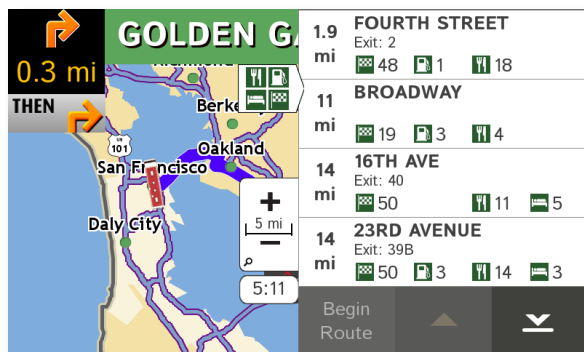 0.3 mi
THEN
GOLDEN GA
Richmond
Berkeley
101
Oakland
San Francisco
Daly City
+
5 mi
−
5:11
1.9 mi
FOURTH STREET
Exit: 2
48 1 18
11 mi
BROADWAY
19 3 4
14 mi
16TH AVE
Exit: 40
50 11 5
14 mi
23RD AVENUE
Exit: 39B
50 3 14 3
Begin
Route